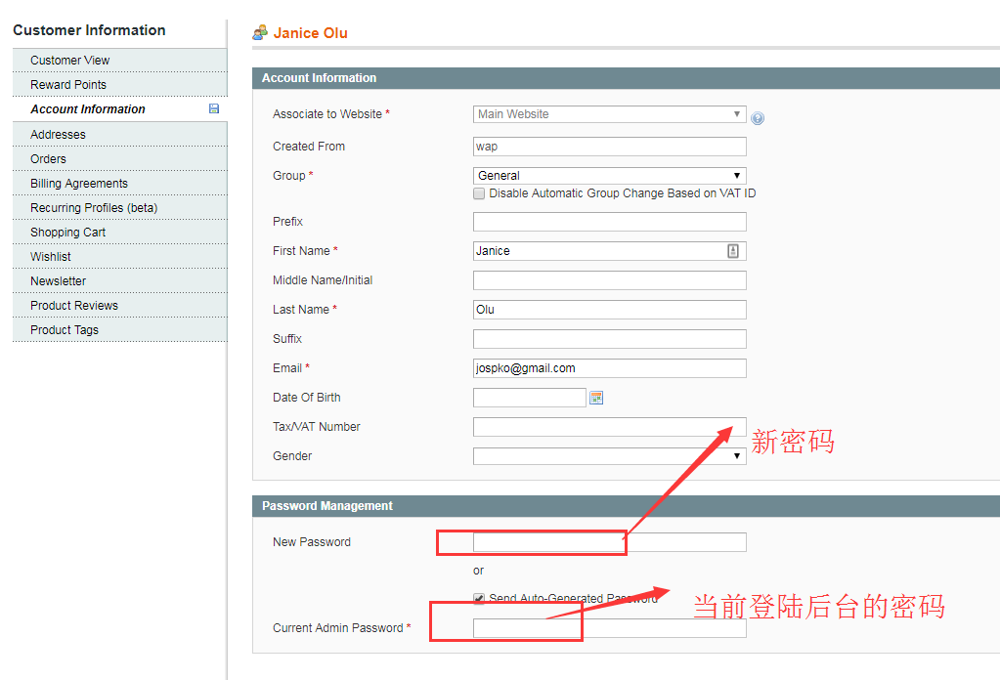 Customer Information
Customer View
Reward Points
Account Information
Addresses
Orders
Billing Agreements
Recurring Profiles (beta)
Shopping Cart
Wishlist
Newsletter
Product Reviews
Product Tags
Janice Olu
Account Information
Associate to Website * Main Website
Created From wap
Group * General
Disable Automatic Group Change Based on VAT ID
Prefix
First Name * Janice
Middle Name/Initial
Last Name * Olu
Suffix
Email * jospko@gmail.com
Date Of Birth
Tax/VAT Number
新密码
Gender
Password Management
New Password
or
Send Auto-Generated Password
当前登陆后台的密码
Current Admin Password *